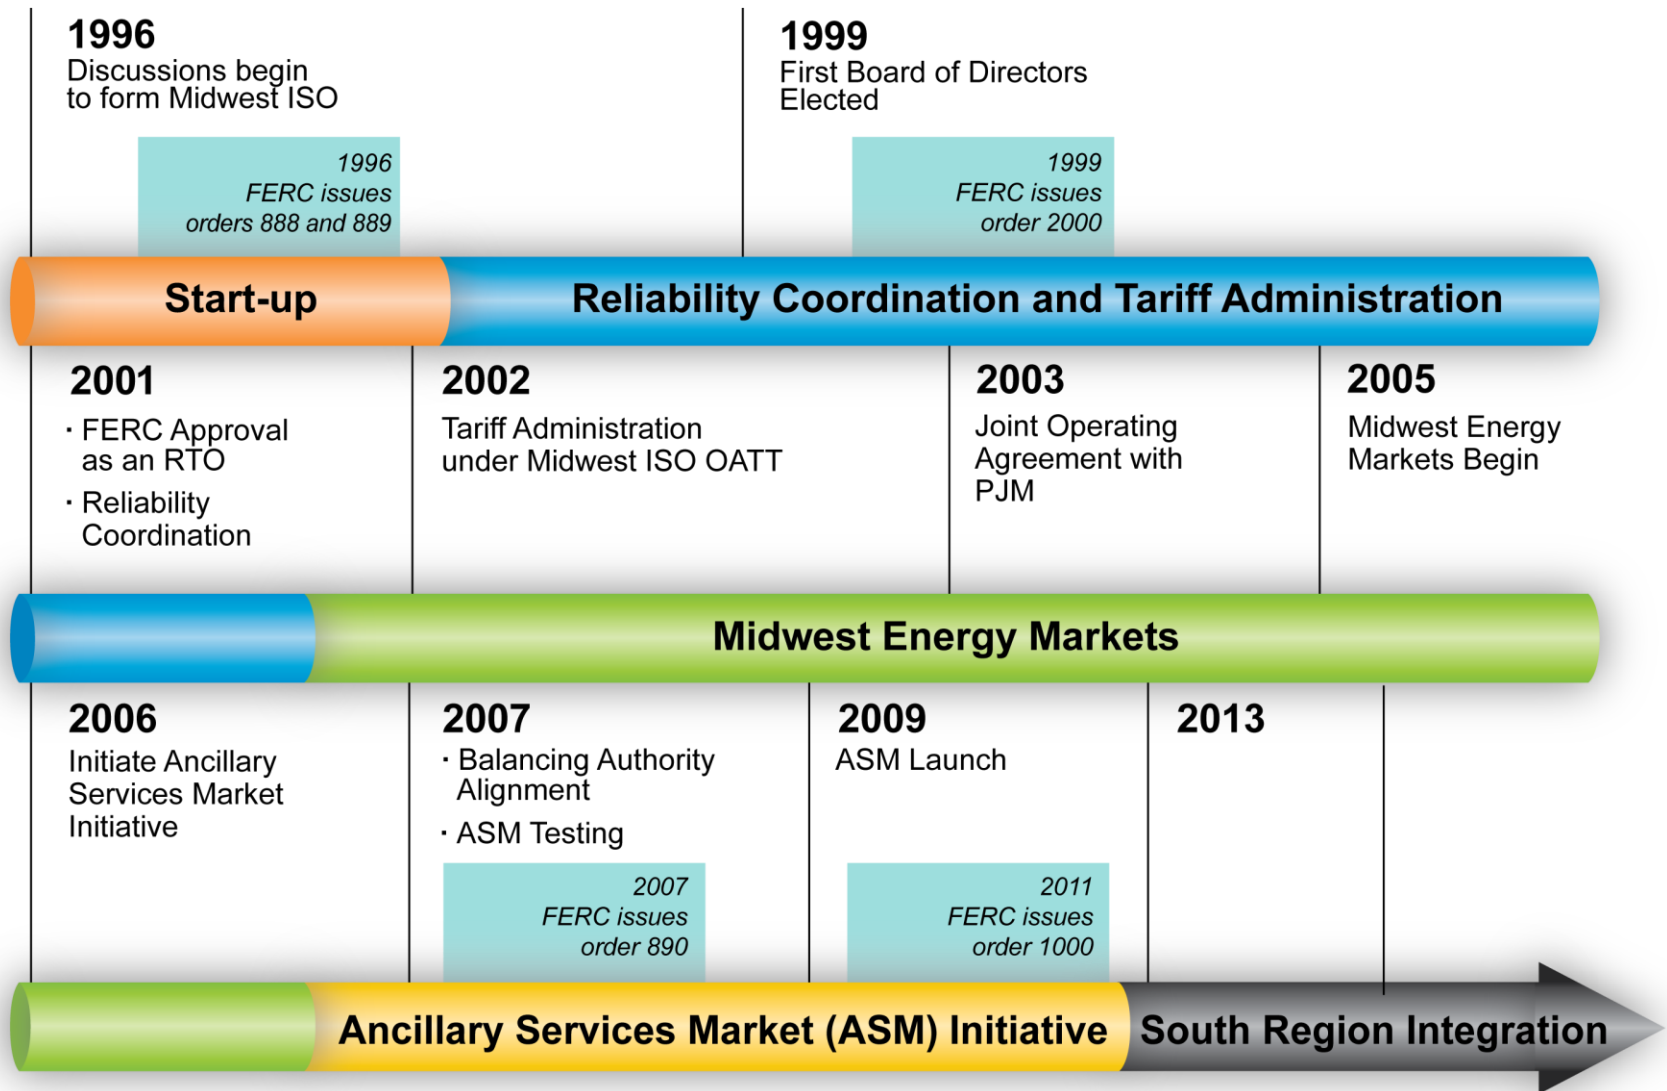 1996
Discussions begin
to form Midwest ISO
1999
First Board of Directors
Elected
1996
FERC issues
orders 888 and 889
1999
FERC issues
order 2000
Start-up
Reliability Coordination and Tariff Administration
2001
· FERC Approval
as an RTO
· Reliability
Coordination
2002
Tariff Administration
under Midwest ISO OATT
2003
Joint Operating
Agreement with
PJM
2005
Midwest Energy
Markets Begin
Midwest Energy Markets
2006
Initiate Ancillary
Services Market
Initiative
2007
· Balancing Authority
Alignment
· ASM Testing
2009
ASM Launch
2013
2007
FERC issues
order 890
2011
FERC issues
order 1000
Ancillary Services Market (ASM) Initiative
South Region Integration